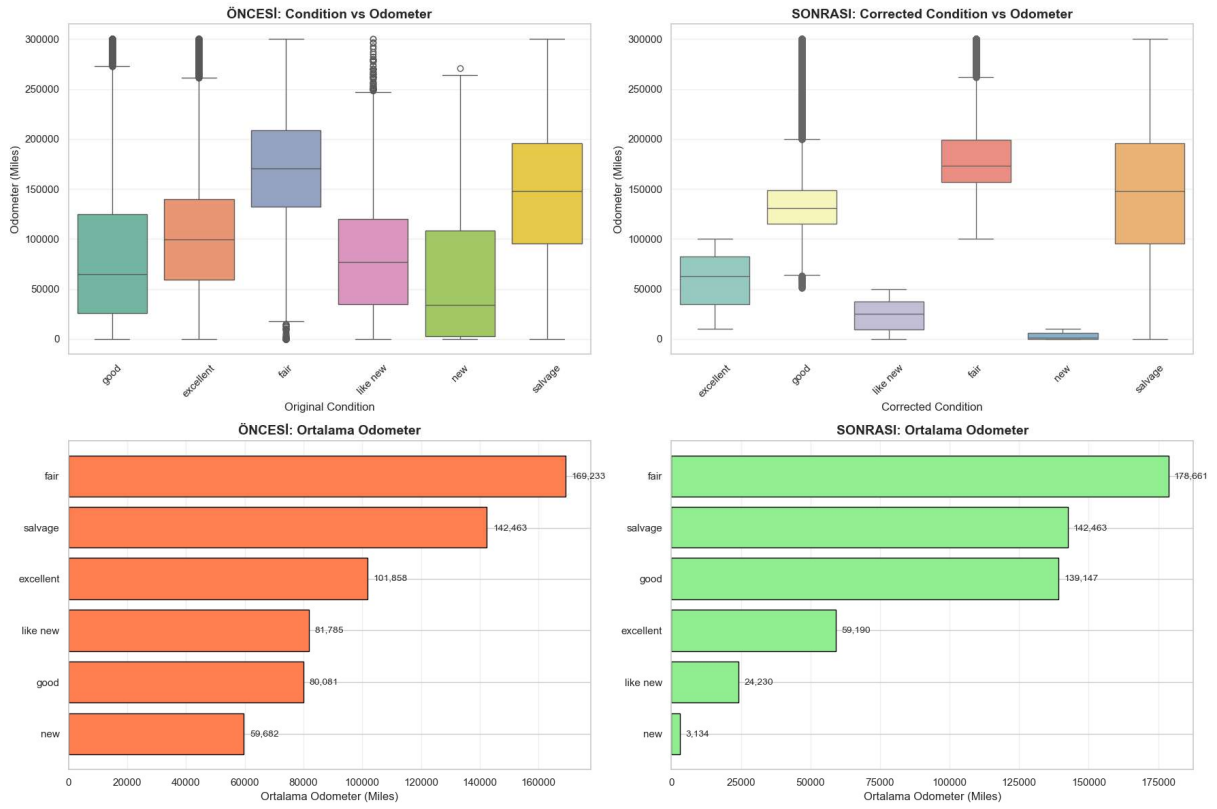 ÖNCESİ: Condition vs Odometer
300000
250000
200000
150000
100000
50000
0
Odometer (Miles)
good
excellent
fair
like new
new
salvage
Original Condition
SONRASI: Corrected Condition vs Odometer
300000
250000
200000
150000
100000
50000
0
Odometer (Miles)
excellent
good
like new
fair
new
salvage
Corrected Condition
ÖNCESİ: Ortalama Odometer
fair 169,233
salvage 142,463
excellent 101,858
like new 81,785
good 80,081
new 59,682
0 20000 40000 60000 80000 100000 120000 140000 160000
Ortalama Odometer (Miles)
SONRASI: Ortalama Odometer
fair 178,661
salvage 142,463
good 139,147
excellent 59,190
like new 24,230
new 3,134
0 25000 50000 75000 100000 125000 150000 175000
Ortalama Odometer (Miles)